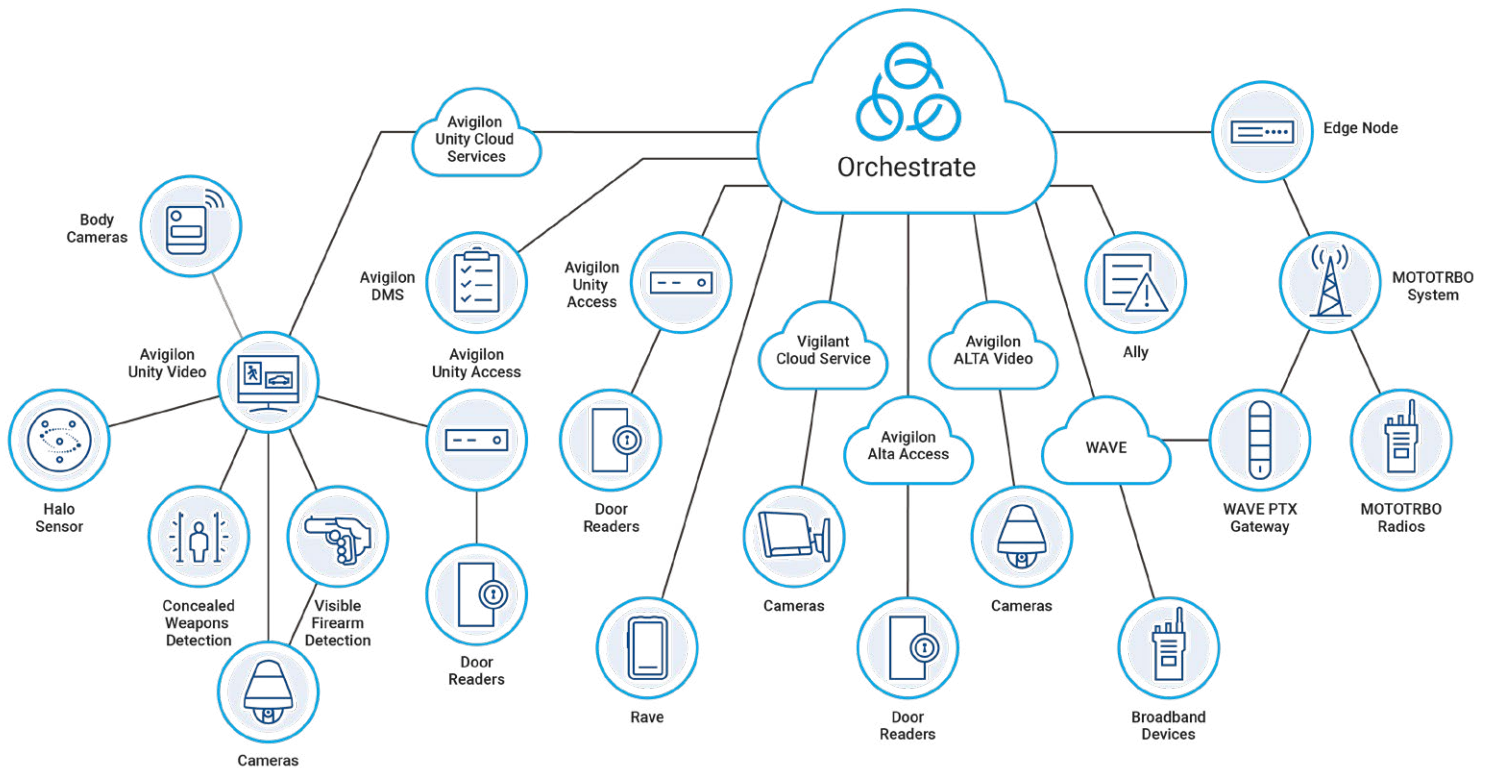 Orchestrate
Avigilon
Unity Cloud
Services
Edge Node
Body
Cameras
Avigilon
DMS
Avigilon
Unity
Access
MOTOTRBO
System
Avigilon
Unity Video
Avigilon
Unity Access
Vigilant
Cloud Service
Avigilon
ALTA Video
Ally
Avigilon
Alta Access
WAVE
Halo
Sensor
Door
Readers
WAVE PTX
Gateway
MOTOTRBO
Radios
Concealed
Weapons
Detection
Visible
Firearm
Detection
Cameras
Cameras
Door
Readers
Rave
Door
Readers
Broadband
Devices
Cameras